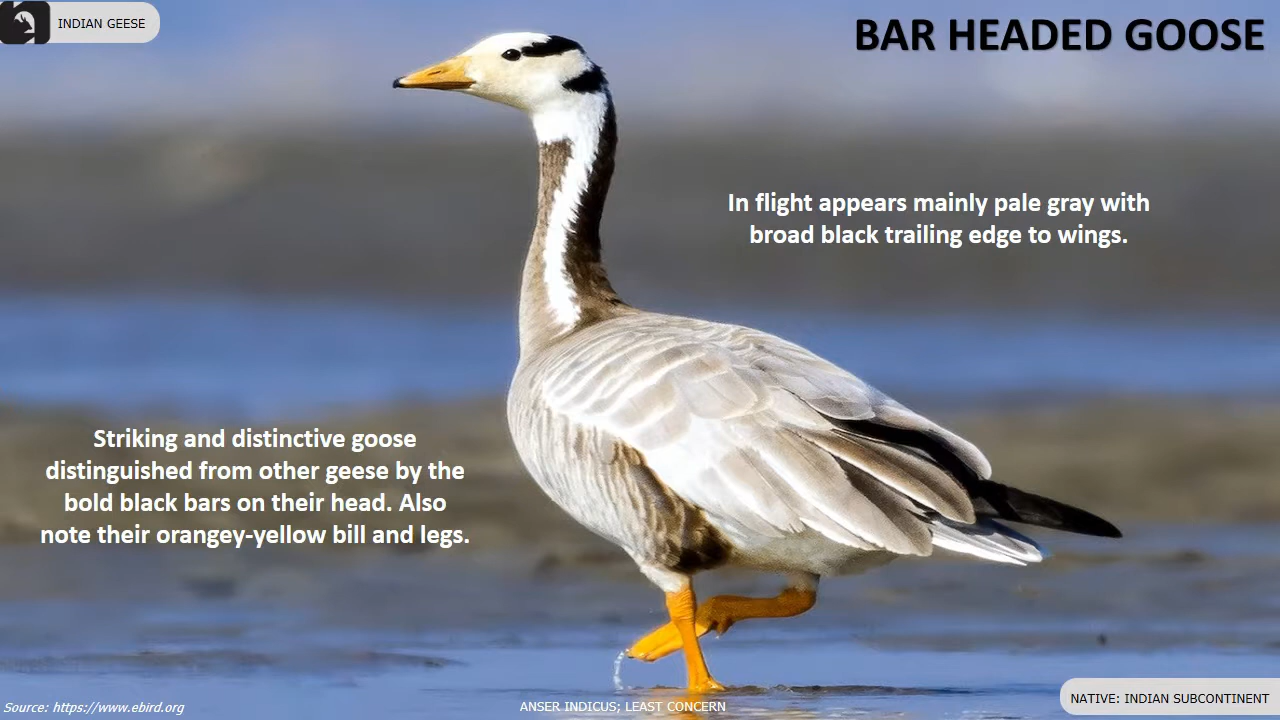 INDIAN GEESE
BAR HEADED GOOSE
In flight appears mainly pale gray with
broad black trailing edge to wings.
Striking and distinctive goose
distinguished from other geese by the
bold black bars on their head. Also
note their orangey-yellow bill and legs.
Source: https://www.ebird.org
ANSER INDICUS; LEAST CONCERN
NATIVE: INDIAN SUBCONTINENT